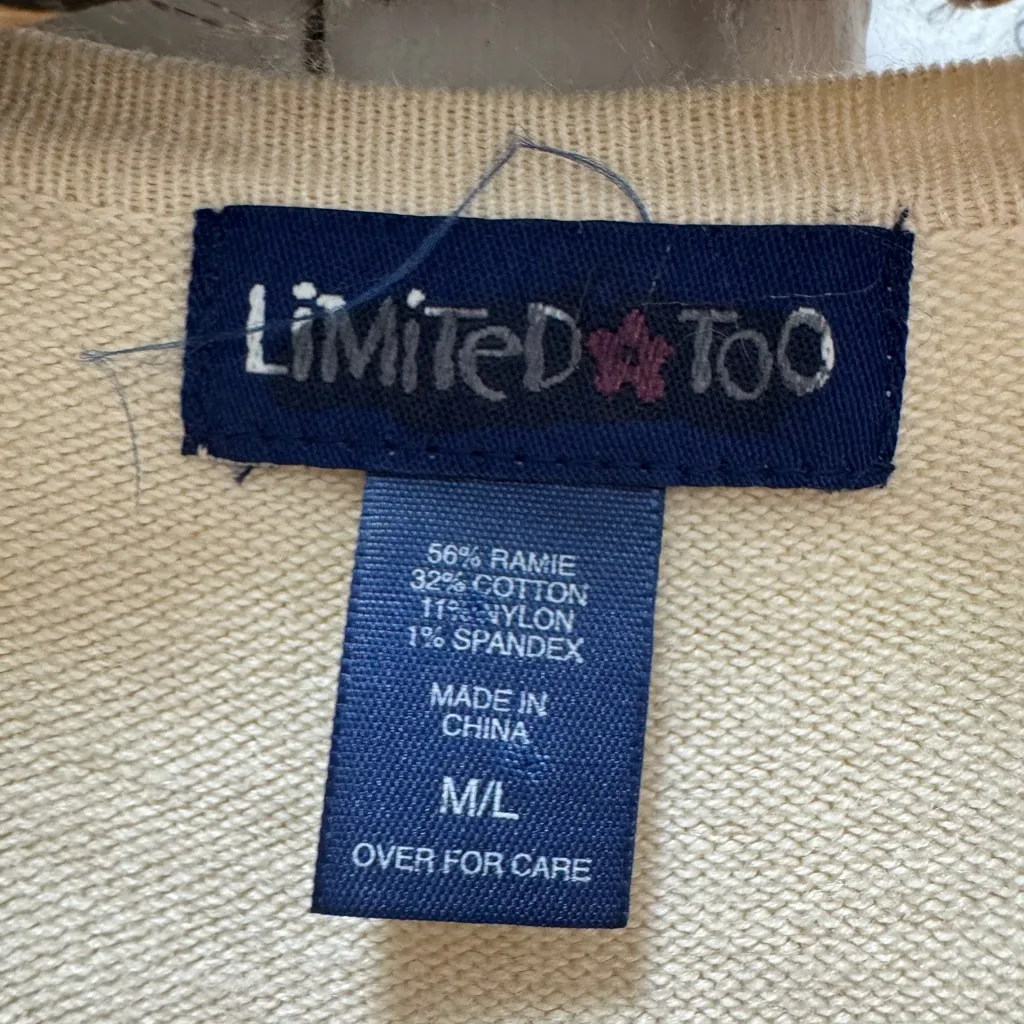 LiMiTeD TOO
56% RAMIE
32% COTTON
11% NYLON
1% SPANDEX
MADE IN
CHINA
M/L
OVER FOR CARE